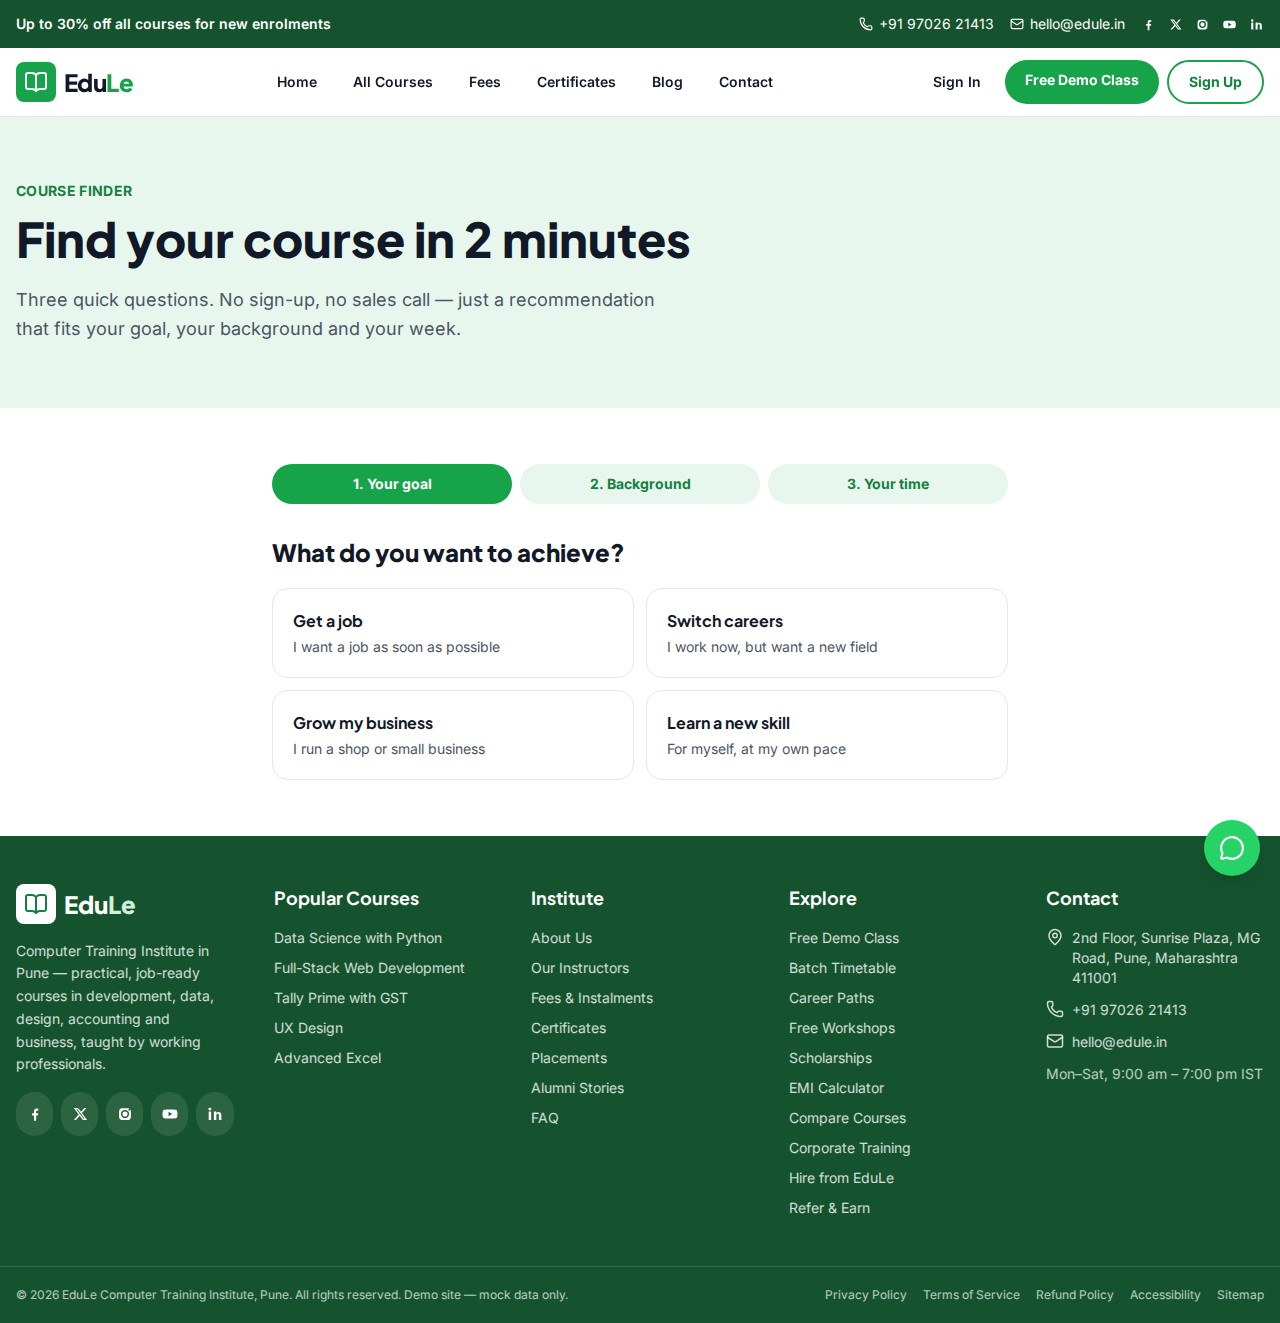 Up to 30% off all courses for new enrolments
+91 97026 21413
hello@edule.in
EduLe
Home
All Courses
Fees
Certificates
Blog
Contact
Sign In
Free Demo Class
Sign Up
COURSE FINDER
Find your course in 2 minutes
Three quick questions. No sign-up, no sales call — just a recommendation
that fits your goal, your background and your week.
1. Your goal
2. Background
3. Your time
What do you want to achieve?
Get a job
I want a job as soon as possible
Switch careers
I work now, but want a new field
Grow my business
I run a shop or small business
Learn a new skill
For myself, at my own pace
EduLe
Computer Training Institute in
Pune — practical, job-ready
courses in development, data,
design, accounting and
business, taught by working
professionals.
Popular Courses
Data Science with Python
Full-Stack Web Development
Tally Prime with GST
UX Design
Advanced Excel
Institute
About Us
Our Instructors
Fees & Instalments
Certificates
Placements
Alumni Stories
FAQ
Explore
Free Demo Class
Batch Timetable
Career Paths
Free Workshops
Scholarships
EMI Calculator
Compare Courses
Corporate Training
Hire from EduLe
Refer & Earn
Contact
2nd Floor, Sunrise Plaza, MG
Road, Pune, Maharashtra
411001
+91 97026 21413
hello@edule.in
Mon–Sat, 9:00 am – 7:00 pm IST
© 2026 EduLe Computer Training Institute, Pune. All rights reserved. Demo site — mock data only.
Privacy Policy
Terms of Service
Refund Policy
Accessibility
Sitemap